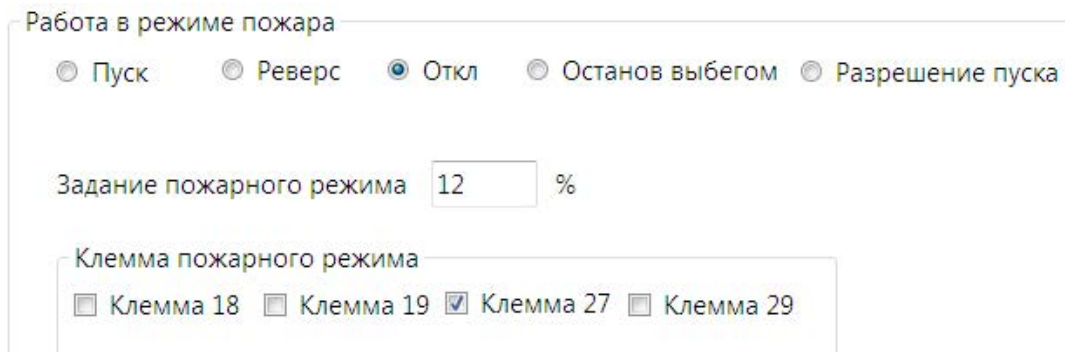 Работа в режиме пожара
Пуск Реверс Откл Останов выбегом Разрешение пуска
Задание пожарного режима 12 %
Клемма пожарного режима
Клемма 18 Клемма 19 Клемма 27 Клемма 29